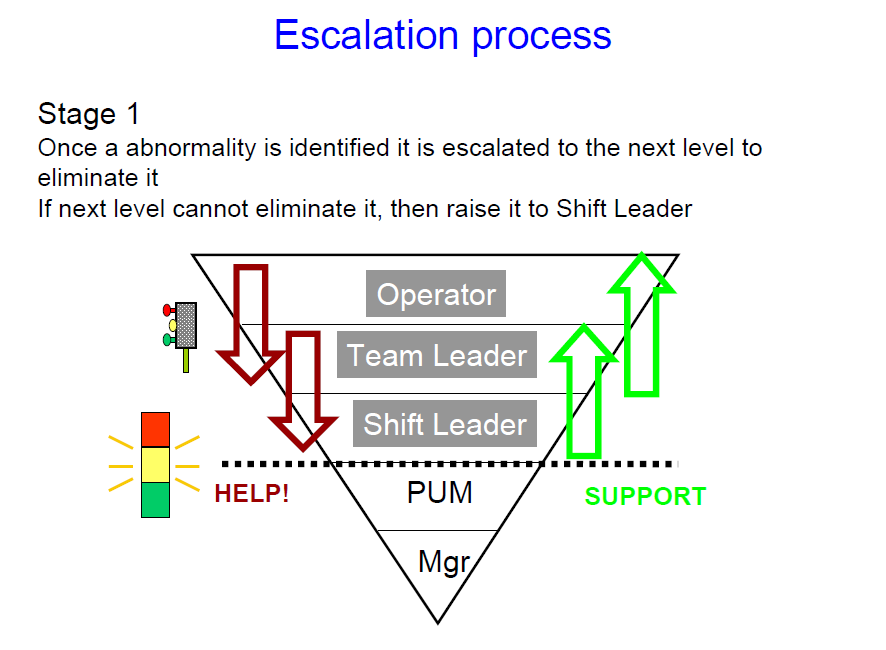 Escalation process
Stage 1
Once a abnormality is identified it is escalated to the next level to
eliminate it
If next level cannot eliminate it, then raise it to Shift Leader
Operator
Team Leader
Shift Leader
HELP!
PUM
SUPPORT
Mgr